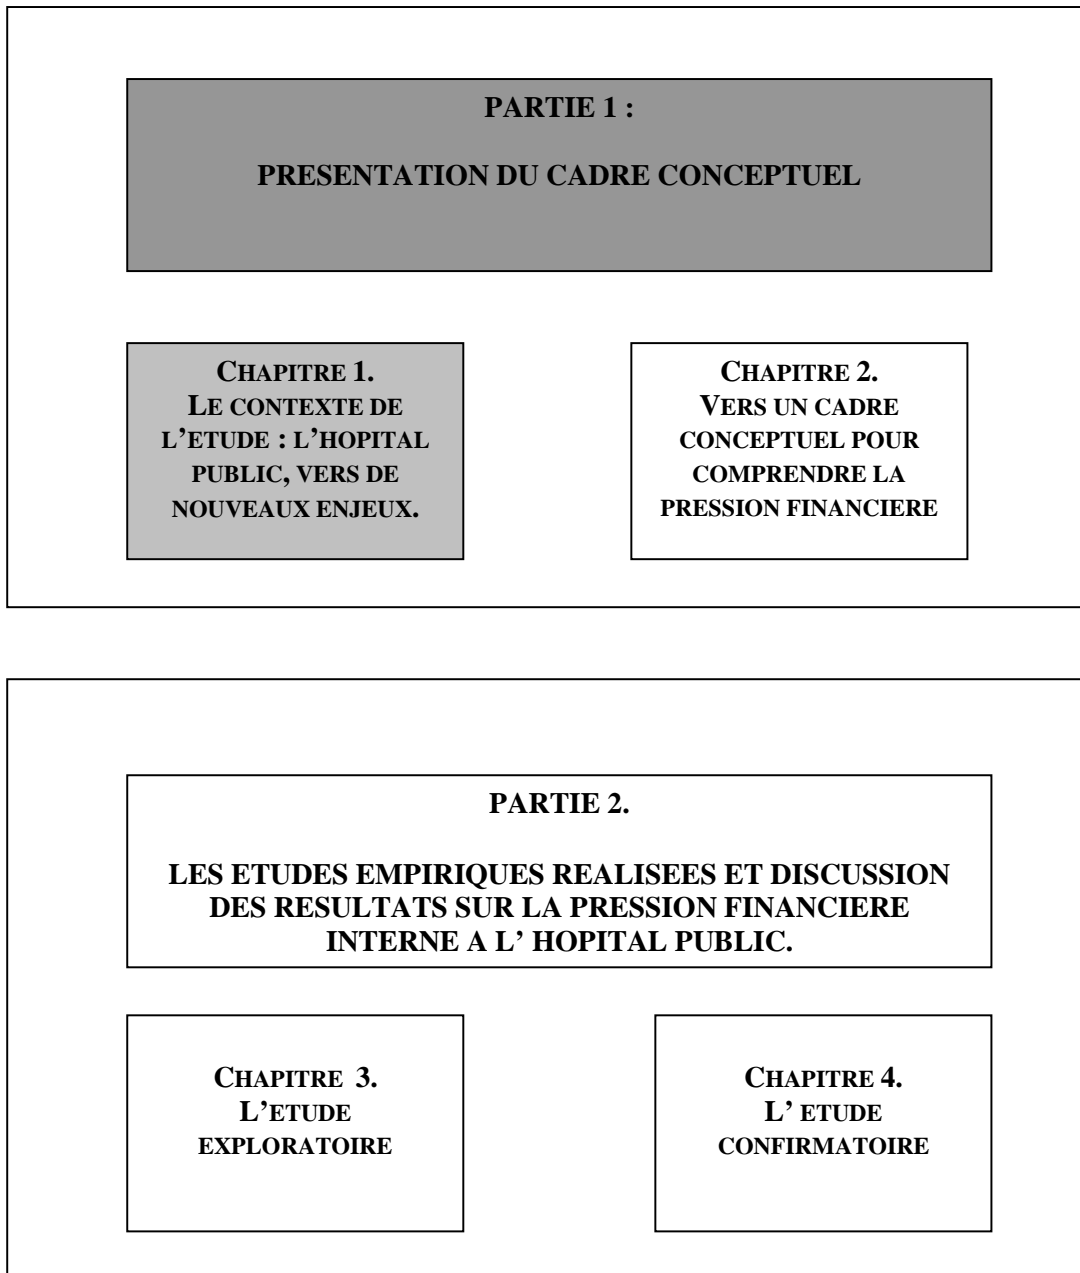 PARTIE 1 :
PRESENTATION DU CADRE CONCEPTUEL
CHAPITRE 1.
LE CONTEXTE DE
L’ETUDE : L’HOPITAL
PUBLIC, VERS DE
NOUVEAUX ENJEUX.
CHAPITRE 2.
VERS UN CADRE
CONCEPTUEL POUR
COMPRENDRE LA
PRESSION FINANCIERE
PARTIE 2.
LES ETUDES EMPIRIQUES REALISEES ET DISCUSSION
DES RESULTATS SUR LA PRESSION FINANCIERE
INTERNE A L’ HOPITAL PUBLIC.
CHAPITRE 3.
L’ETUDE
EXPLORATOIRE
CHAPITRE 4.
L’ ETUDE
CONFIRMATOIRE